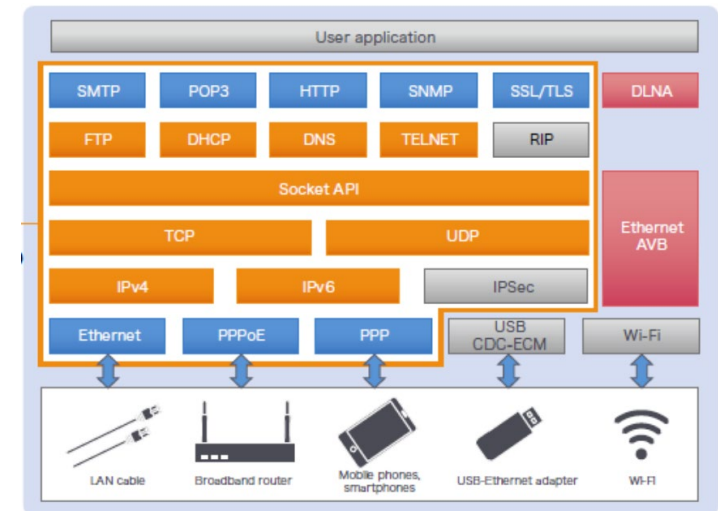 User application
SMTP POP3 HTTP SNMP SSL/TLS DLNA
FTP DHCP DNS TELNET RIP
Socket API
TCP UDP
Ethernet
AVB
IPv4 IPv6 IPSec
Ethernet PPPoE PPP
USB
CDC-ECM
Wi-Fi
LAN cable
Broadband router
Mobile phones,
smartphones
USB-Ethernet adapter
Wi-Fi